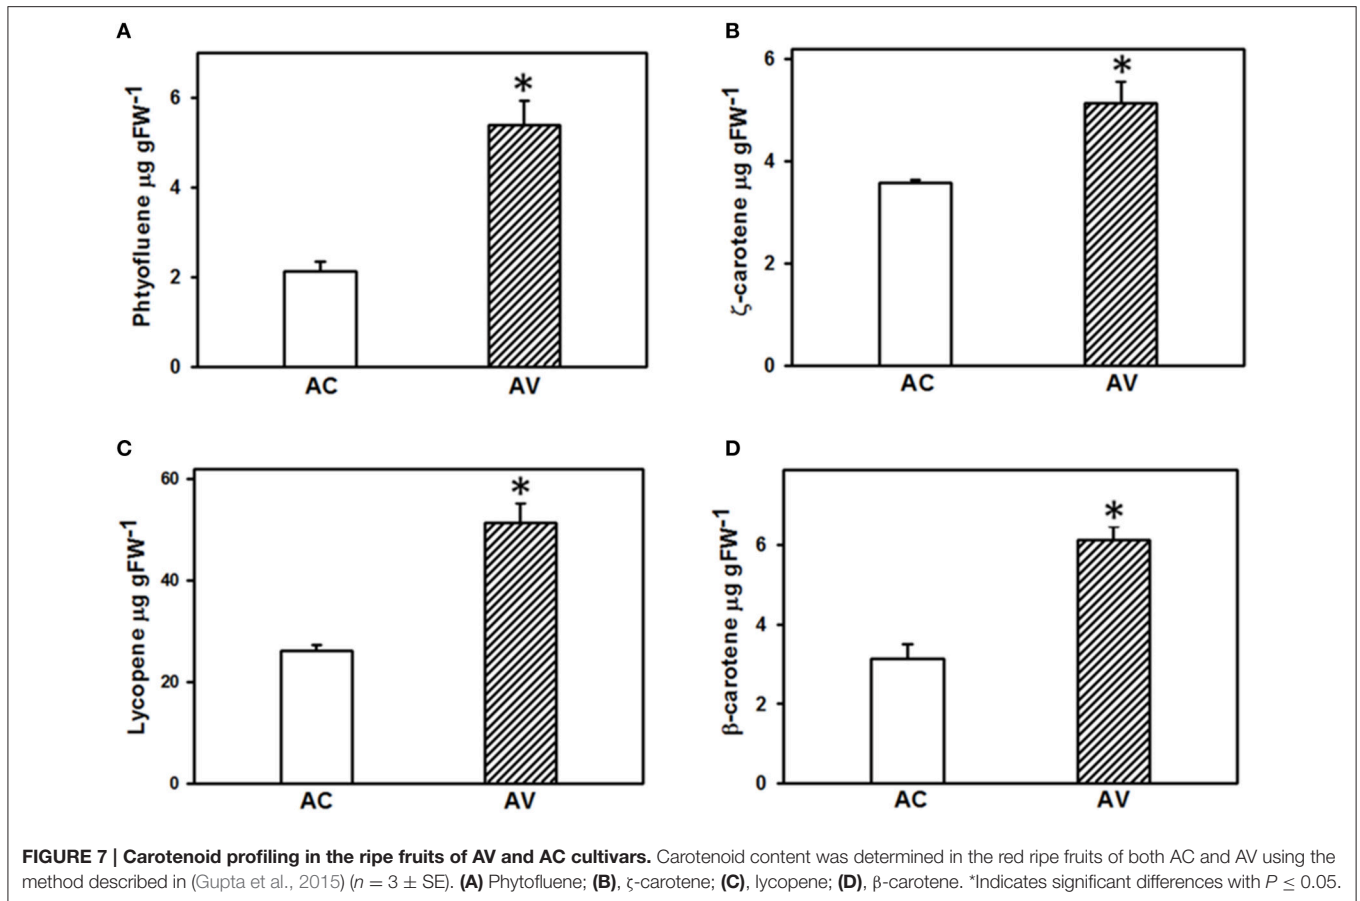 A
Phtyofluene μg gFW⁻¹
6
4
2
0
*
AC
AV
B
ζ-carotene μg gFW⁻¹
6
4
2
0
*
AC
AV
C
Lycopene μg gFW⁻¹
60
40
20
0
*
AC
AV
D
β-carotene μg gFW⁻¹
6
4
2
0
*
AC
AV
FIGURE 7 | Carotenoid profiling in the ripe fruits of AV and AC cultivars. Carotenoid content was determined in the red ripe fruits of both AC and AV using the
method described in (Gupta et al., 2015) (n = 3 ± SE). (A) Phytofluene; (B), ζ-carotene; (C), lycopene; (D), β-carotene. *Indicates significant differences with P ≤ 0.05.